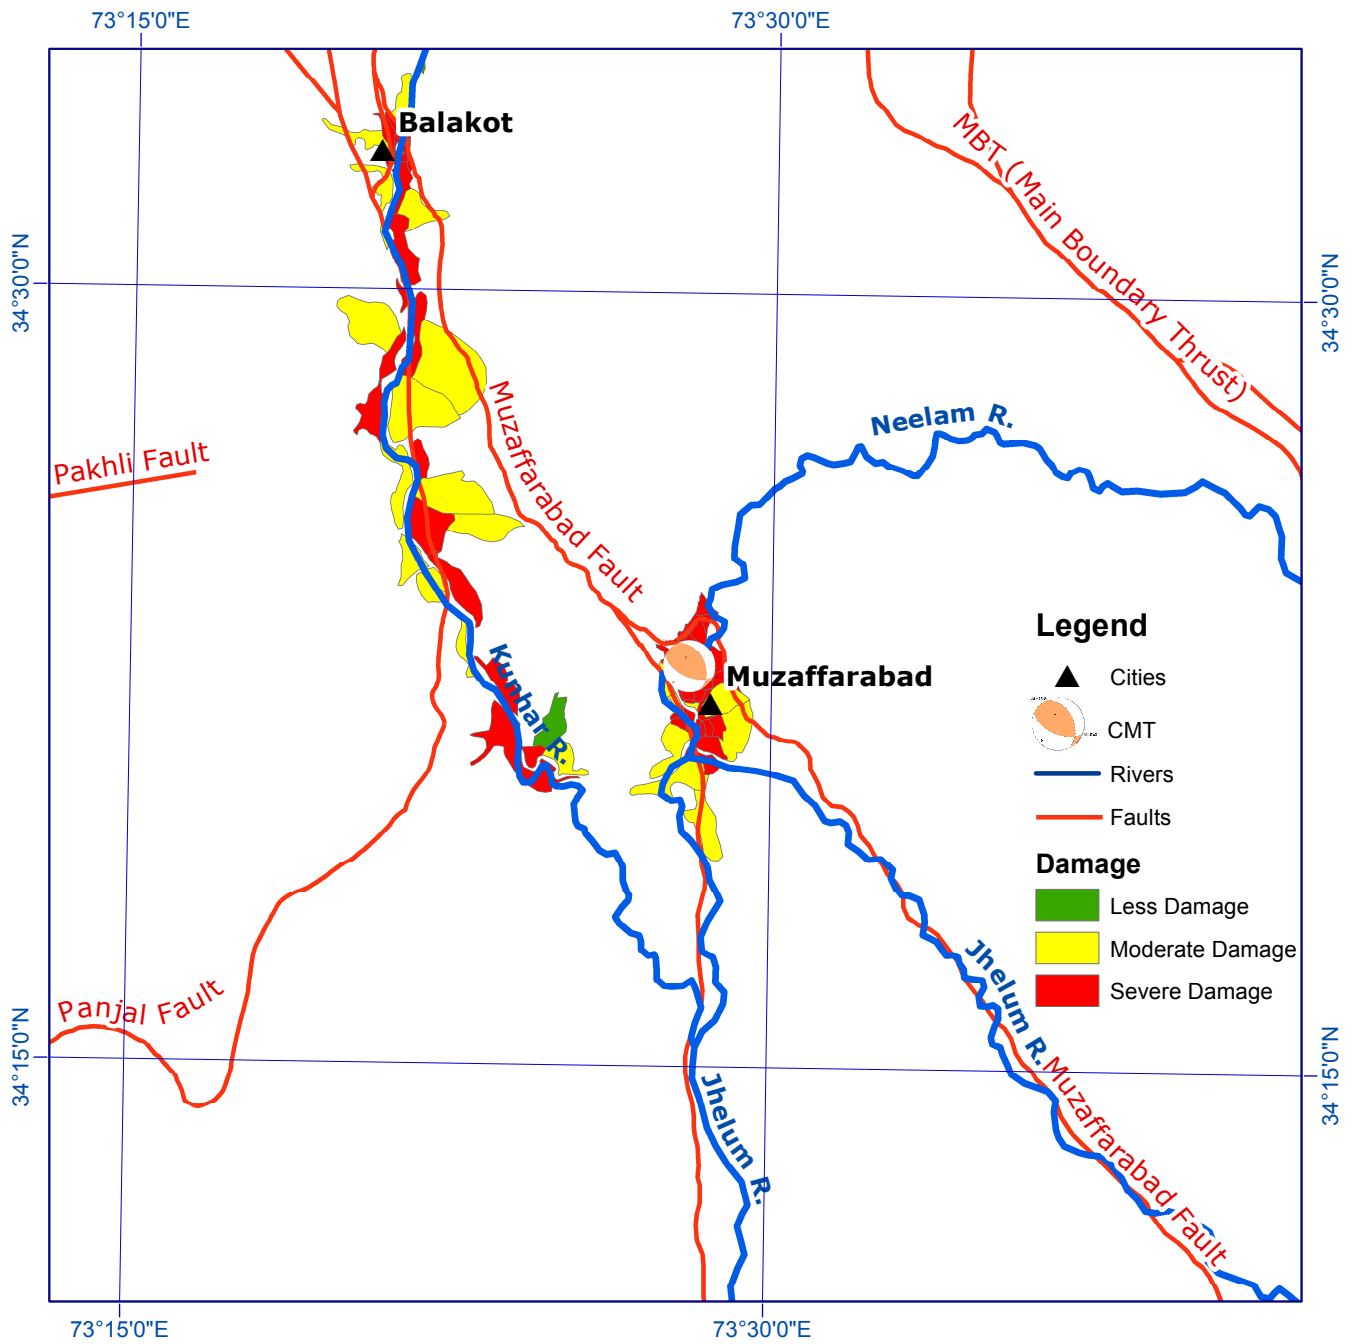 73°15'0"E
73°30'0"E
Balakot
MBT (Main Boundary Thrust)
34°30'0"N
34°30'0"N
Muzaffarabad Fault
Neelam R.
Pakhli Fault
Legend
Kunhar R.
Muzaffarabad
Cities
CMT
Rivers
Faults
Damage
Less Damage
Moderate Damage
Severe Damage
Jhelum R.
Panjal Fault
34°15'0"N
34°15'0"N
Jhelum R.
Muzaffarabad Fault
73°15'0"E
73°30'0"E